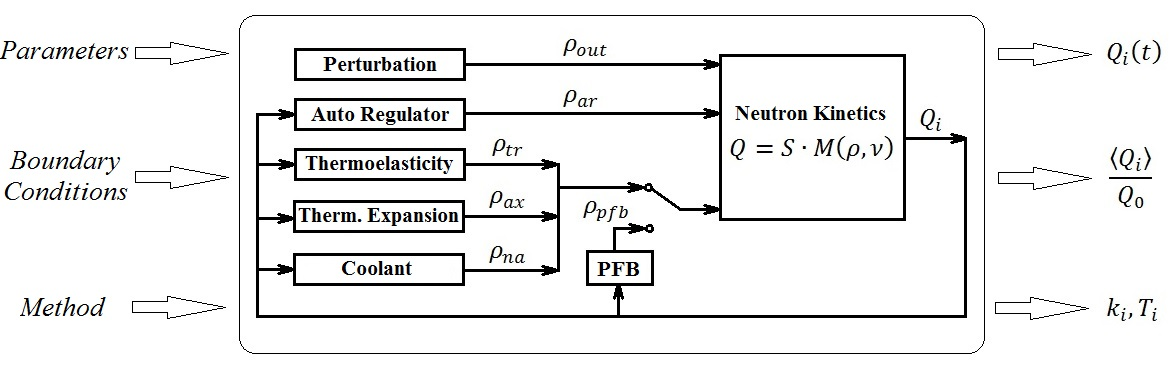 Parameters
Boundary
Conditions
Method
Perturbation
ρ_out
Auto Regulator
ρ_ar
Thermoelasticity
ρ_tr
Therm. Expansion
ρ_ax
Coolant
ρ_na
ρ_pfb
PFB
Neutron Kinetics
Q = S · M(ρ, ν)
Q_i
Q_i(t)
⟨Q_i⟩
Q_0
k_i, T_i